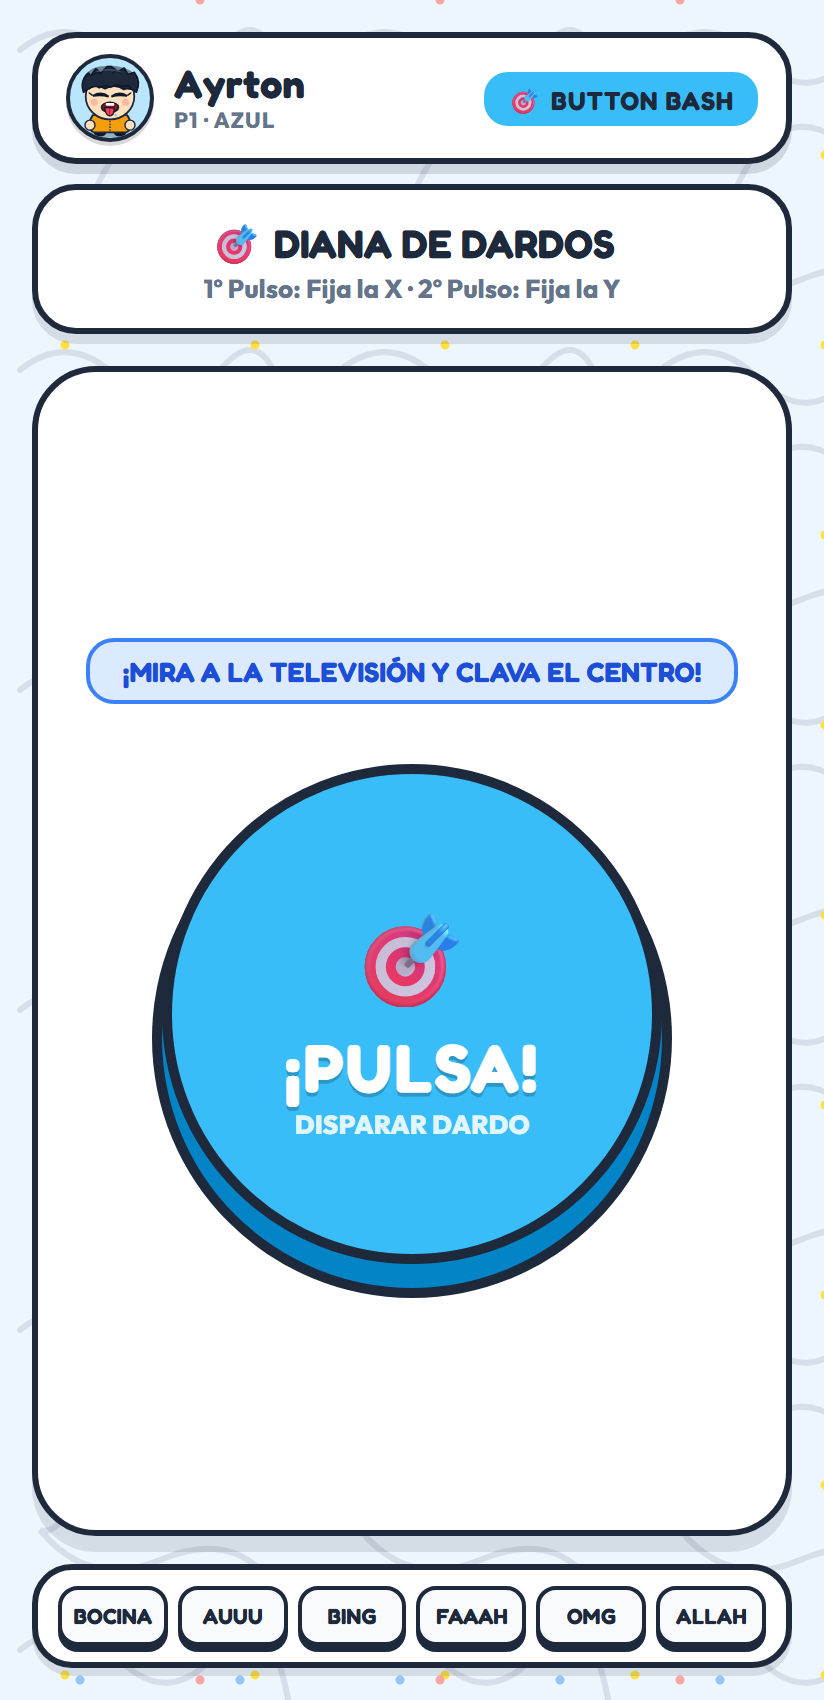 Ayrton
P1 · AZUL
BUTTON BASH
DIANA DE DARDOS
1º Pulso: Fija la X · 2º Pulso: Fija la Y
¡MIRA A LA TELEVISIÓN Y CLAVA EL CENTRO!
¡PULSA!
DISPARAR DARDO
BOCINA AUUU BING FAAAH OMG ALLAH